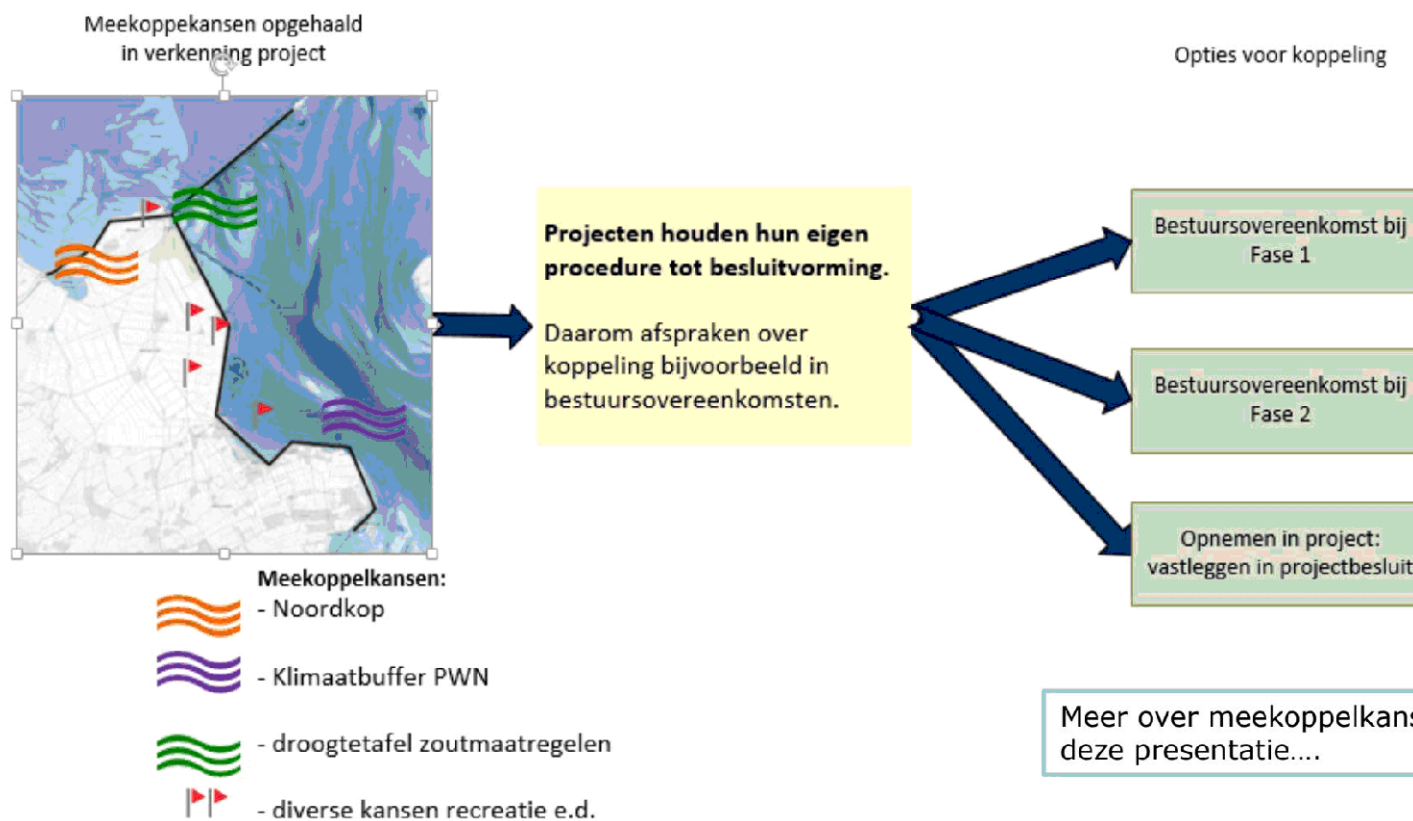 Meekoppekansen opgehaald
in verkenning project
Opties voor koppeling
Projecten houden hun eigen
procedure tot besluitvorming.
Daarom afspraken over
koppeling bijvoorbeeld in
bestuursovereenkomsten.
Bestuursovereenkomst bij
Fase 1
Bestuursovereenkomst bij
Fase 2
Opnemen in project:
vastleggen in projectbesluit
Meekoppelkansen:
- Noordkop
- Klimaatbuffer PWN
- droogtetafel zoutmaatregelen
- diverse kansen recreatie e.d.
Meer over meekoppelkans
deze presentatie....